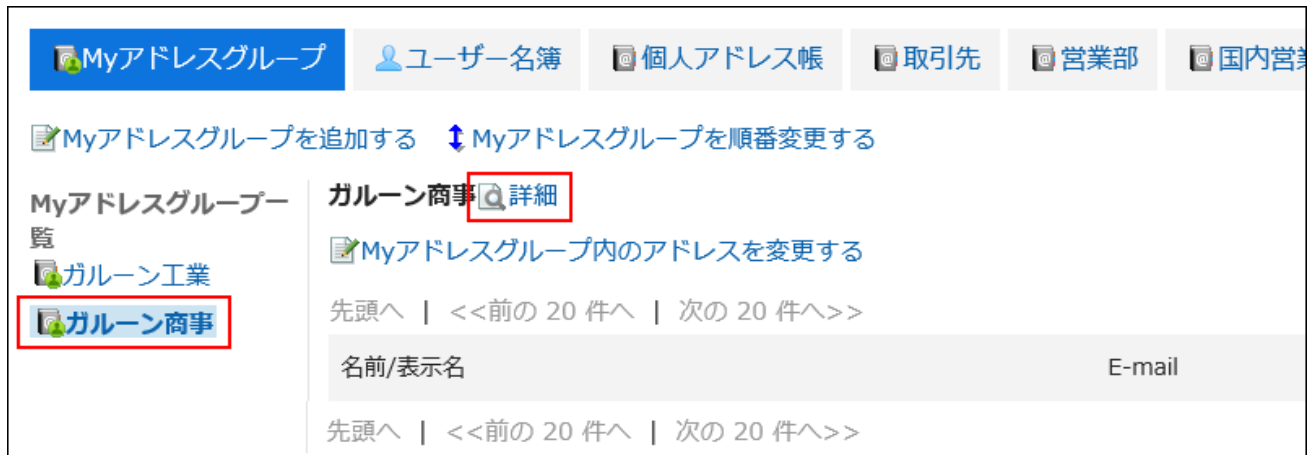 Myアドレスグループ ユーザー名簿 個人アドレス帳 取引先 営業部 国内営
Myアドレスグループを追加する Myアドレスグループを順番変更する
Myアドレスグループ一
覧
ガルーン工業
ガルーン商事
ガルーン商事 詳細
Myアドレスグループ内のアドレスを変更する
先頭へ | <<前の 20 件へ | 次の 20 件へ>>
名前/表示名 E-mail
先頭へ | <<前の 20 件へ | 次の 20 件へ>>